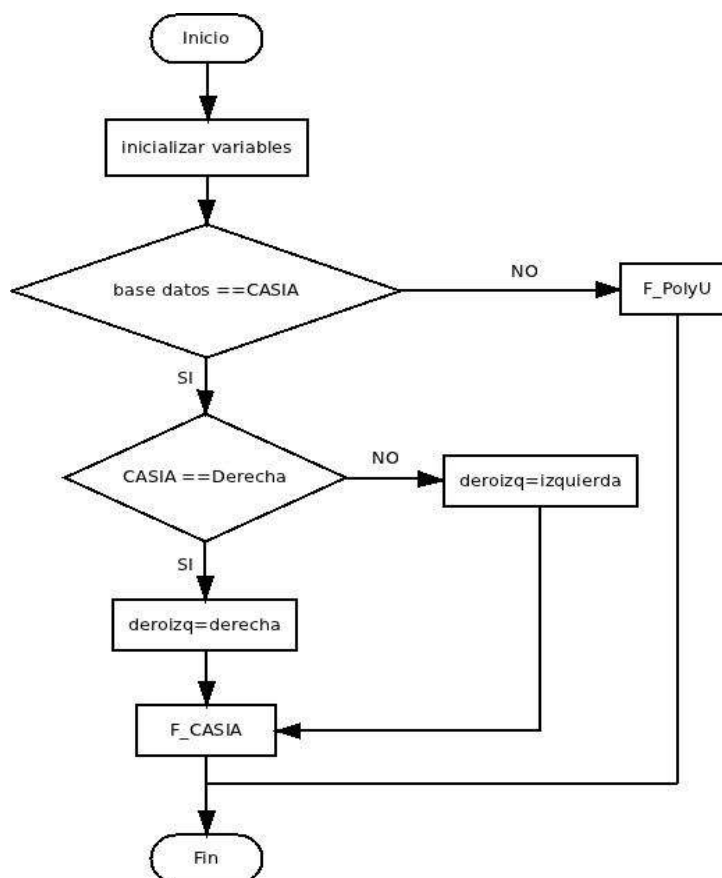 Inicio
inicializar variables
base datos ==CASIA
NO
F_PolyU
SI
CASIA ==Derecha
NO
deroizq=izquierda
SI
deroizq=derecha
F_CASIA
Fin